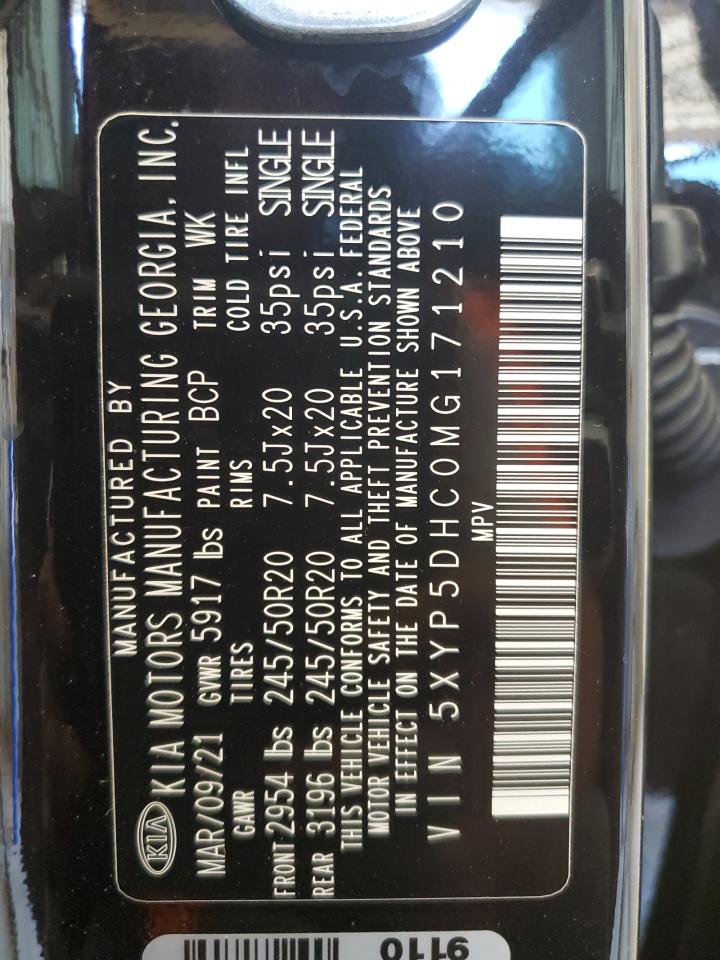 MANUFACTURED BY
KIA KIA MOTORS MANUFACTURING GEORGIA, INC.
MAR/09/21 GVWR 5917 lbs PAINT BCP TRIM WK
GAWR TIRES RIMS COLD TIRE INFL
FRONT 2954 lbs 245/50R20 7.5Jx20 35psi SINGLE
REAR 3196 lbs 245/50R20 7.5Jx20 35psi SINGLE
THIS VEHICLE CONFORMS TO ALL APPLICABLE U.S.A. FEDERAL
MOTOR VEHICLE SAFETY AND THEFT PREVENTION STANDARDS
IN EFFECT ON THE DATE OF MANUFACTURE SHOWN ABOVE
VIN 5XYP5DHC0MG171210
MPV
9110